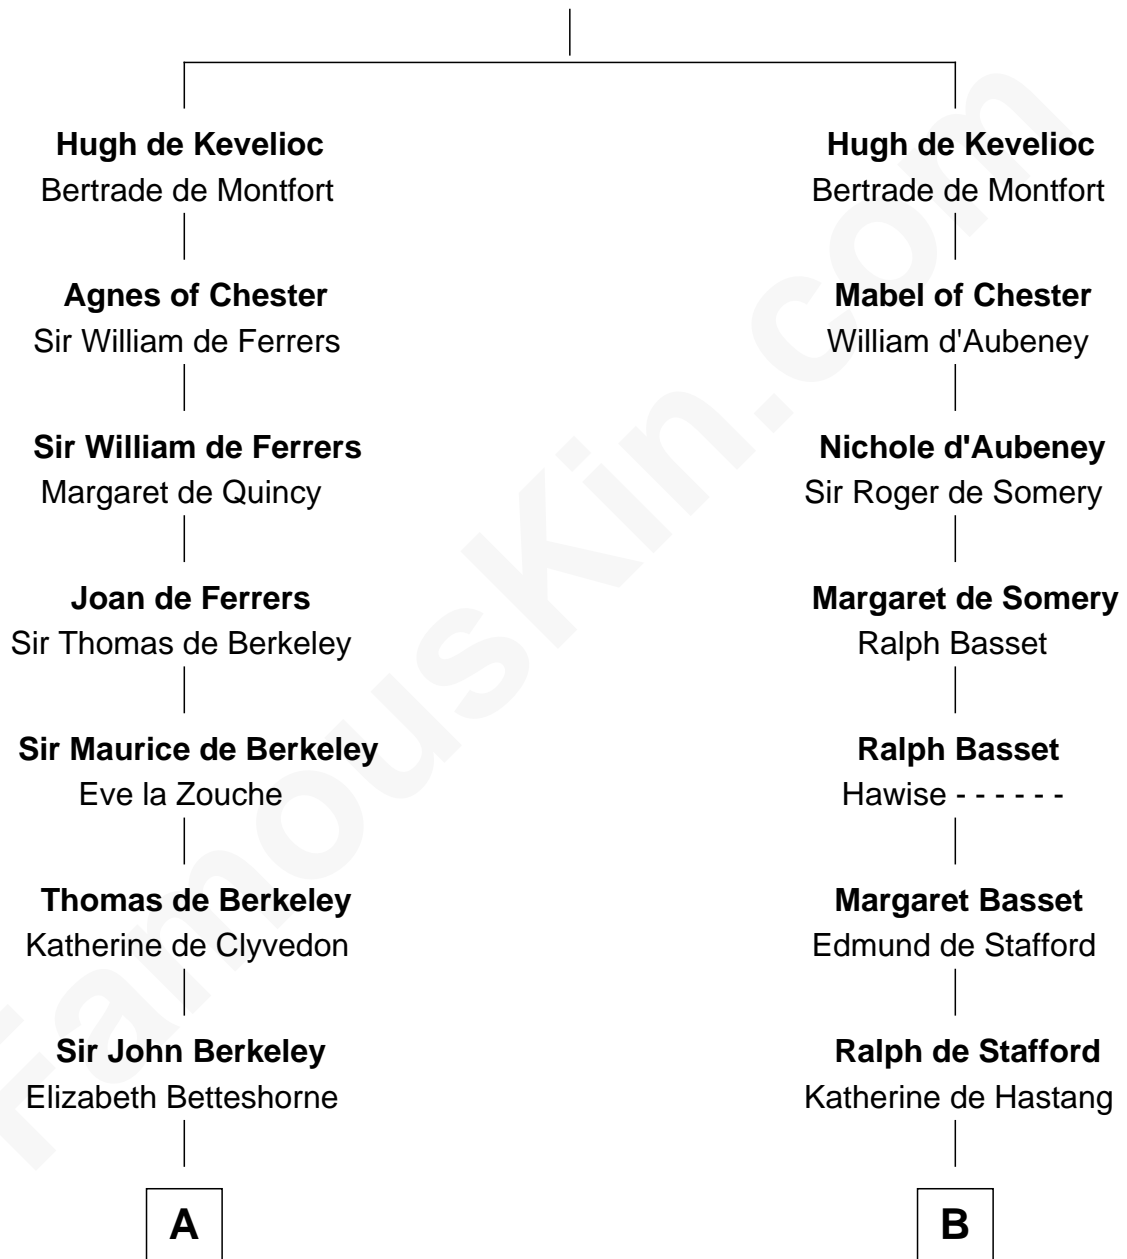 Hugh de Kevelioc
Bertrade de Montfort
Agnes of Chester
Sir William de Ferrers
Sir William de Ferrers
Margaret de Quincy
Joan de Ferrers
Sir Thomas de Berkeley
Sir Maurice de Berkeley
Eve la Zouche
Thomas de Berkeley
Katherine de Clyvedon
Sir John Berkeley
Elizabeth Betteshorne
A
Hugh de Kevelioc
Bertrade de Montfort
Mabel of Chester
William d'Aubeney
Nichole d'Aubeney
Sir Roger de Somery
Margaret de Somery
Ralph Basset
Ralph Basset
Hawise - - - - - -
Margaret Basset
Edmund de Stafford
Ralph de Stafford
Katherine de Hastang
B
FamousKin.com